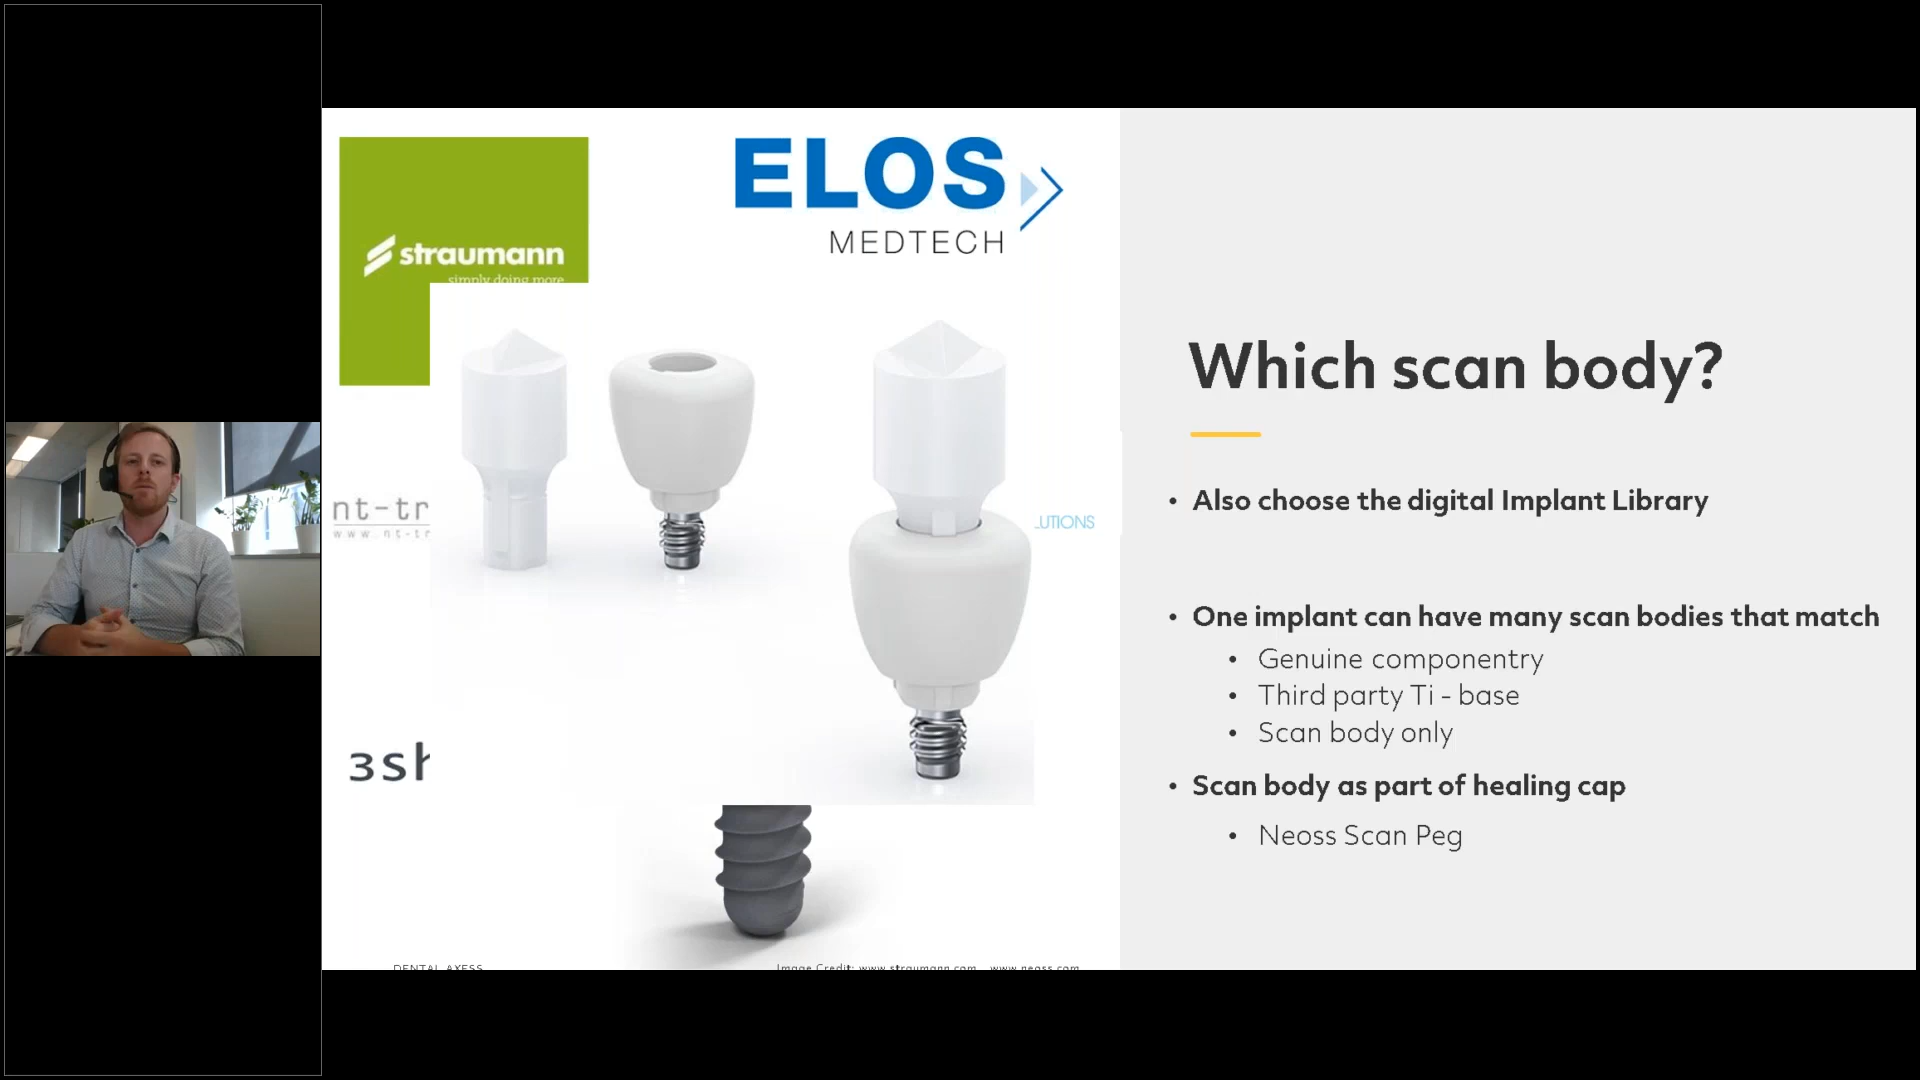 straumann
simply doing more
ELOS
MEDTECH
nt-tr
www.nt-tr
LUTIONS
3sh
DENTAL AXESS
Image Credit: www.straumann.com www.neoss.com
Which scan body?
• Also choose the digital Implant Library
• One implant can have many scan bodies that match
• Genuine componentry
• Third party Ti - base
• Scan body only
• Scan body as part of healing cap
• Neoss Scan Peg